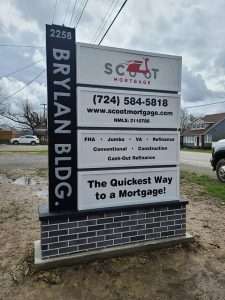 2258
BRYLAN BLDG.
SCOOT
MORTGAGE
(724) 584-5818
www.scootmortgage.com
NMLS: 2110788
FHA • Jumbo • VA • Refinance
Conventional • Construction
Cash-Out Refinance
The Quickest Way
to a Mortgage!